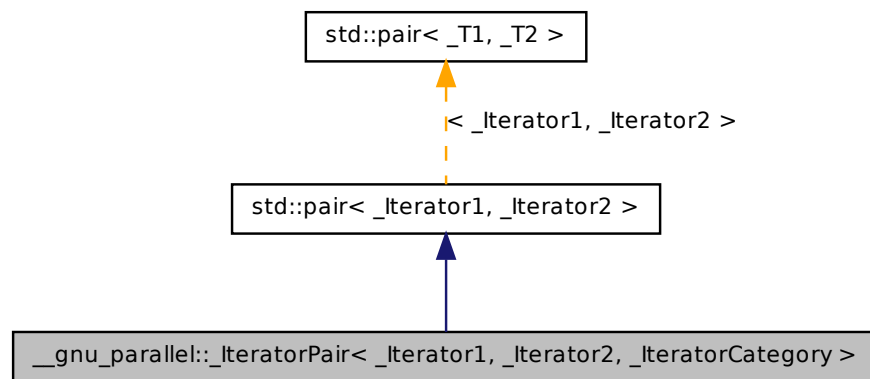 std::pair< _T1, _T2 >
< _Iterator1, _Iterator2 >
std::pair< _Iterator1, _Iterator2 >
__gnu_parallel::_IteratorPair< _Iterator1, _Iterator2, _IteratorCategory >